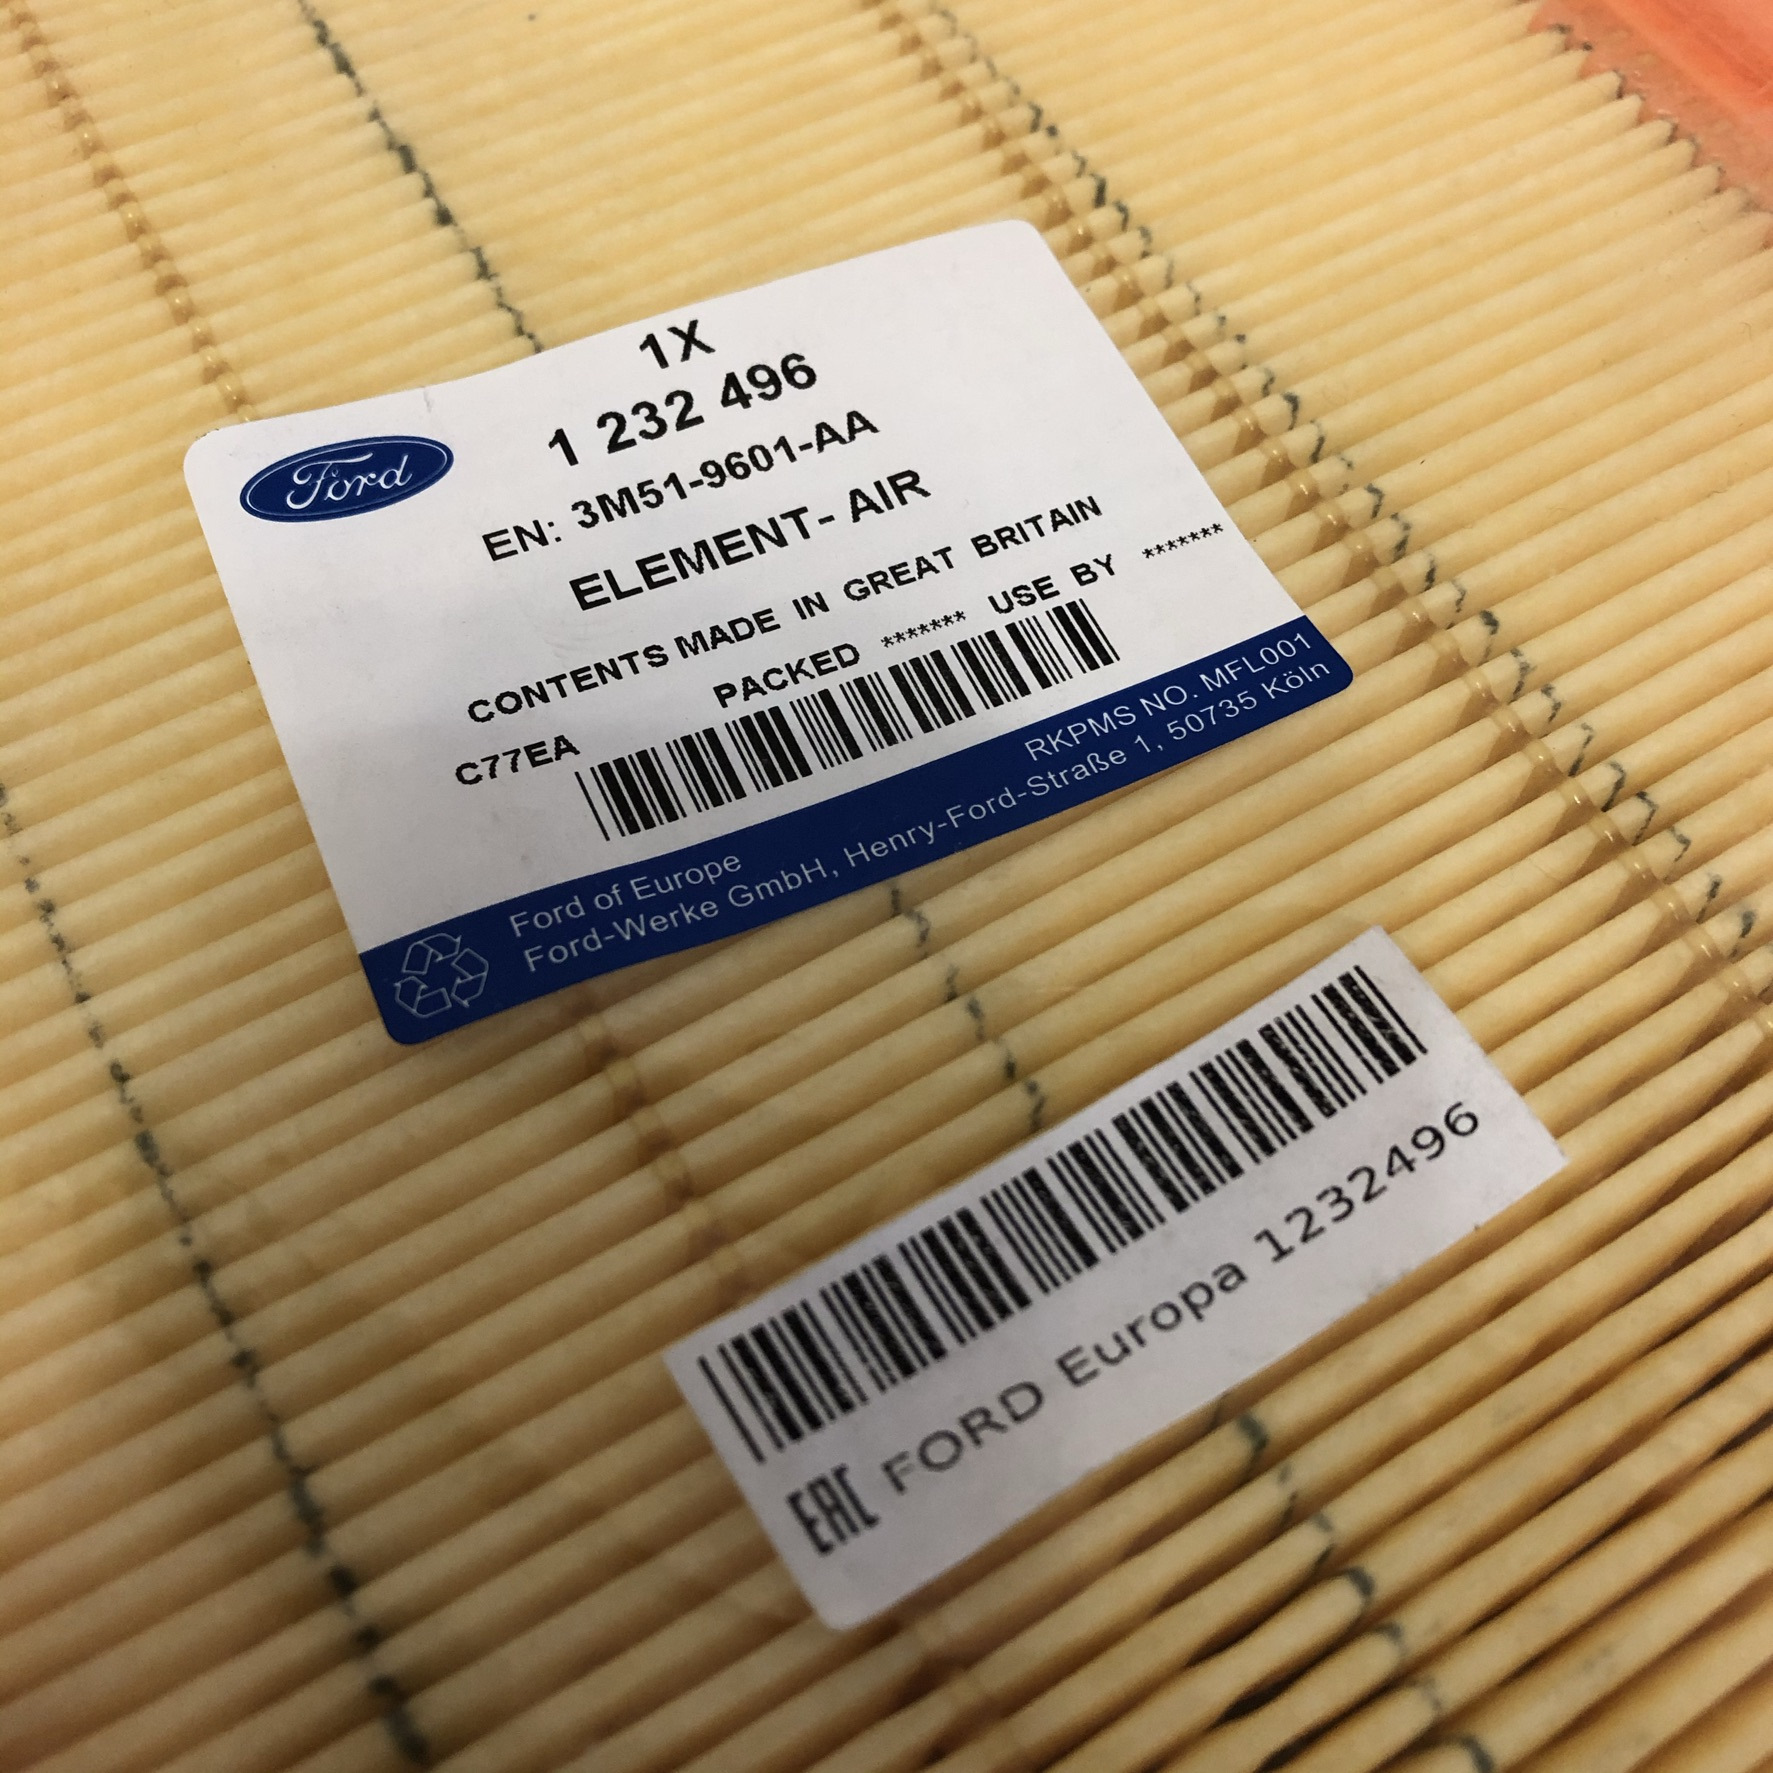 1X
1 232 496
Ford
EN: 3M51-9601-AA
ELEMENT- AIR
CONTENTS MADE IN GREAT BRITAIN
PACKED ******* USE BY *******
C77EA
RKPMS NO. MFL001
Ford of Europe
Ford-Werke GmbH, Henry-Ford-Straße 1, 50735 Köln
EAC FORD Europa 1232496